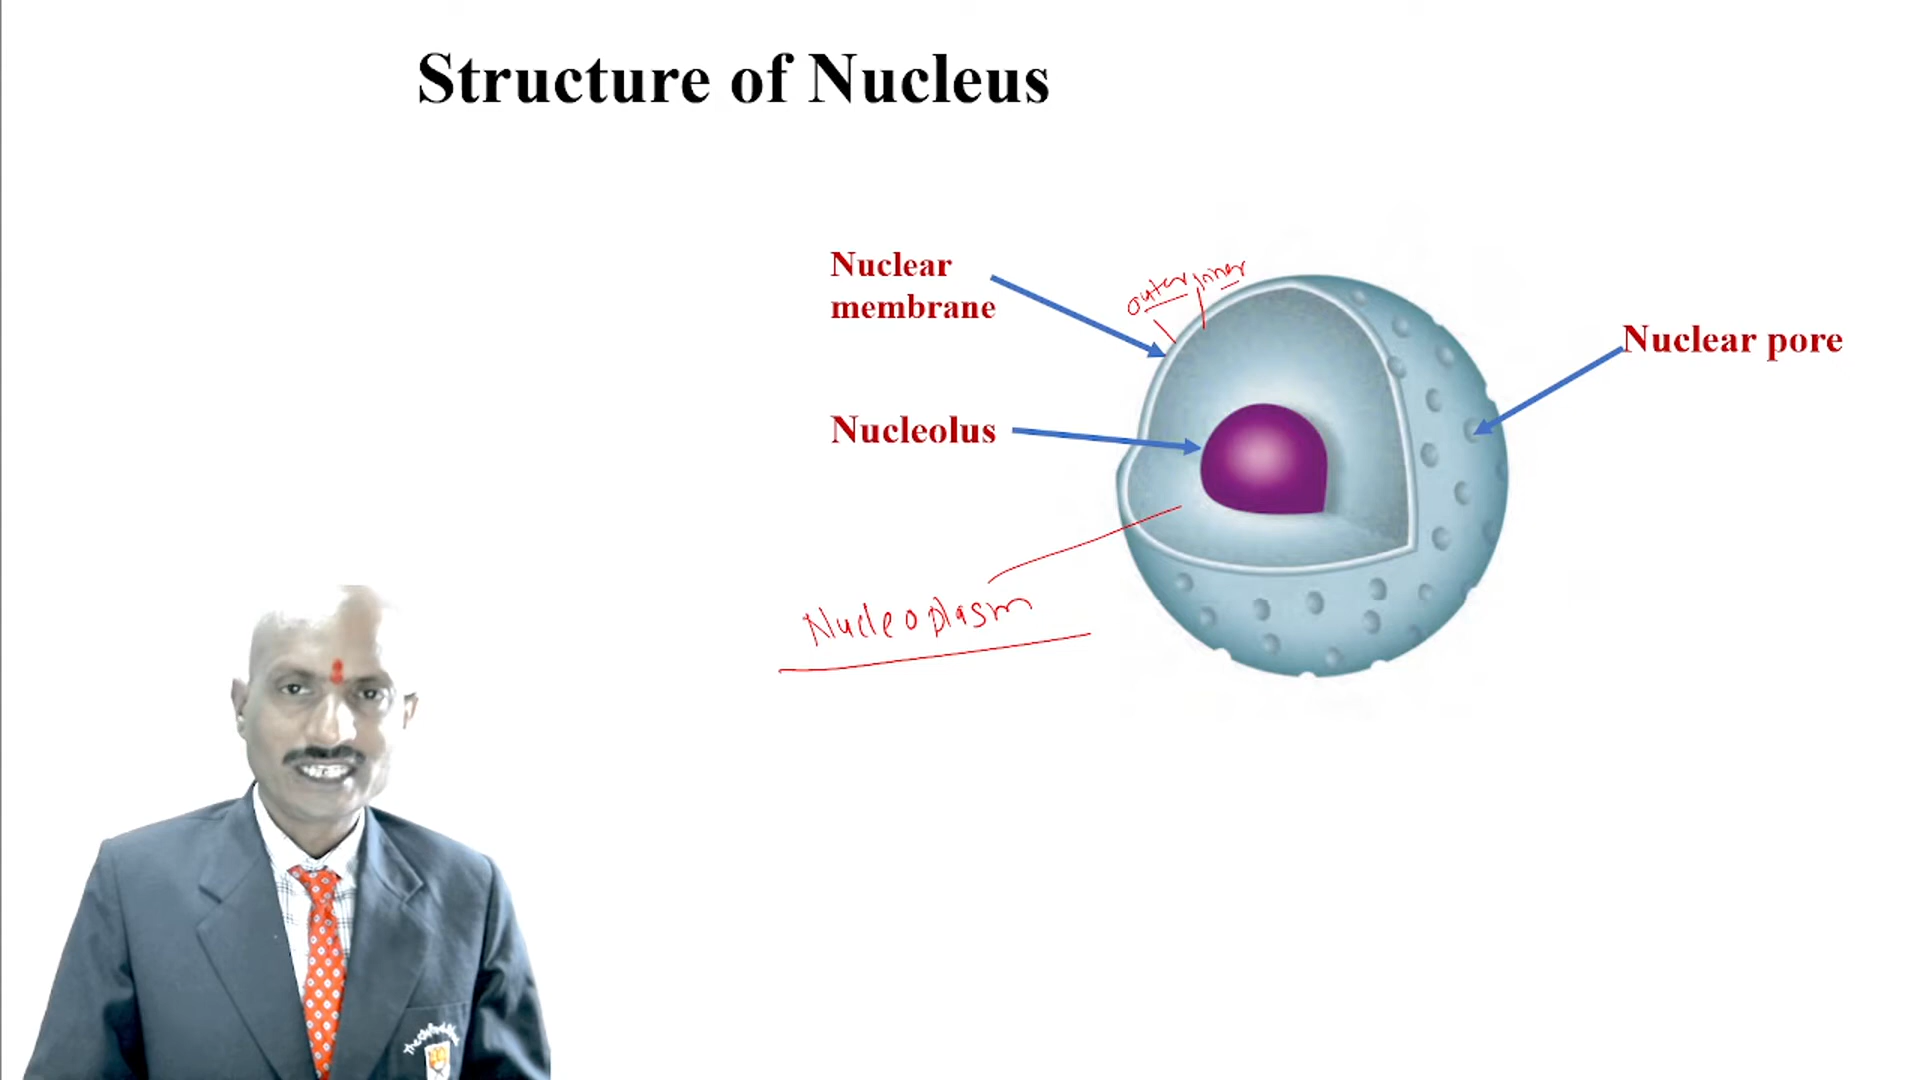 Structure of Nucleus
Nuclear
membrane
outer inner
Nuclear pore
Nucleolus
Nucleoplasm